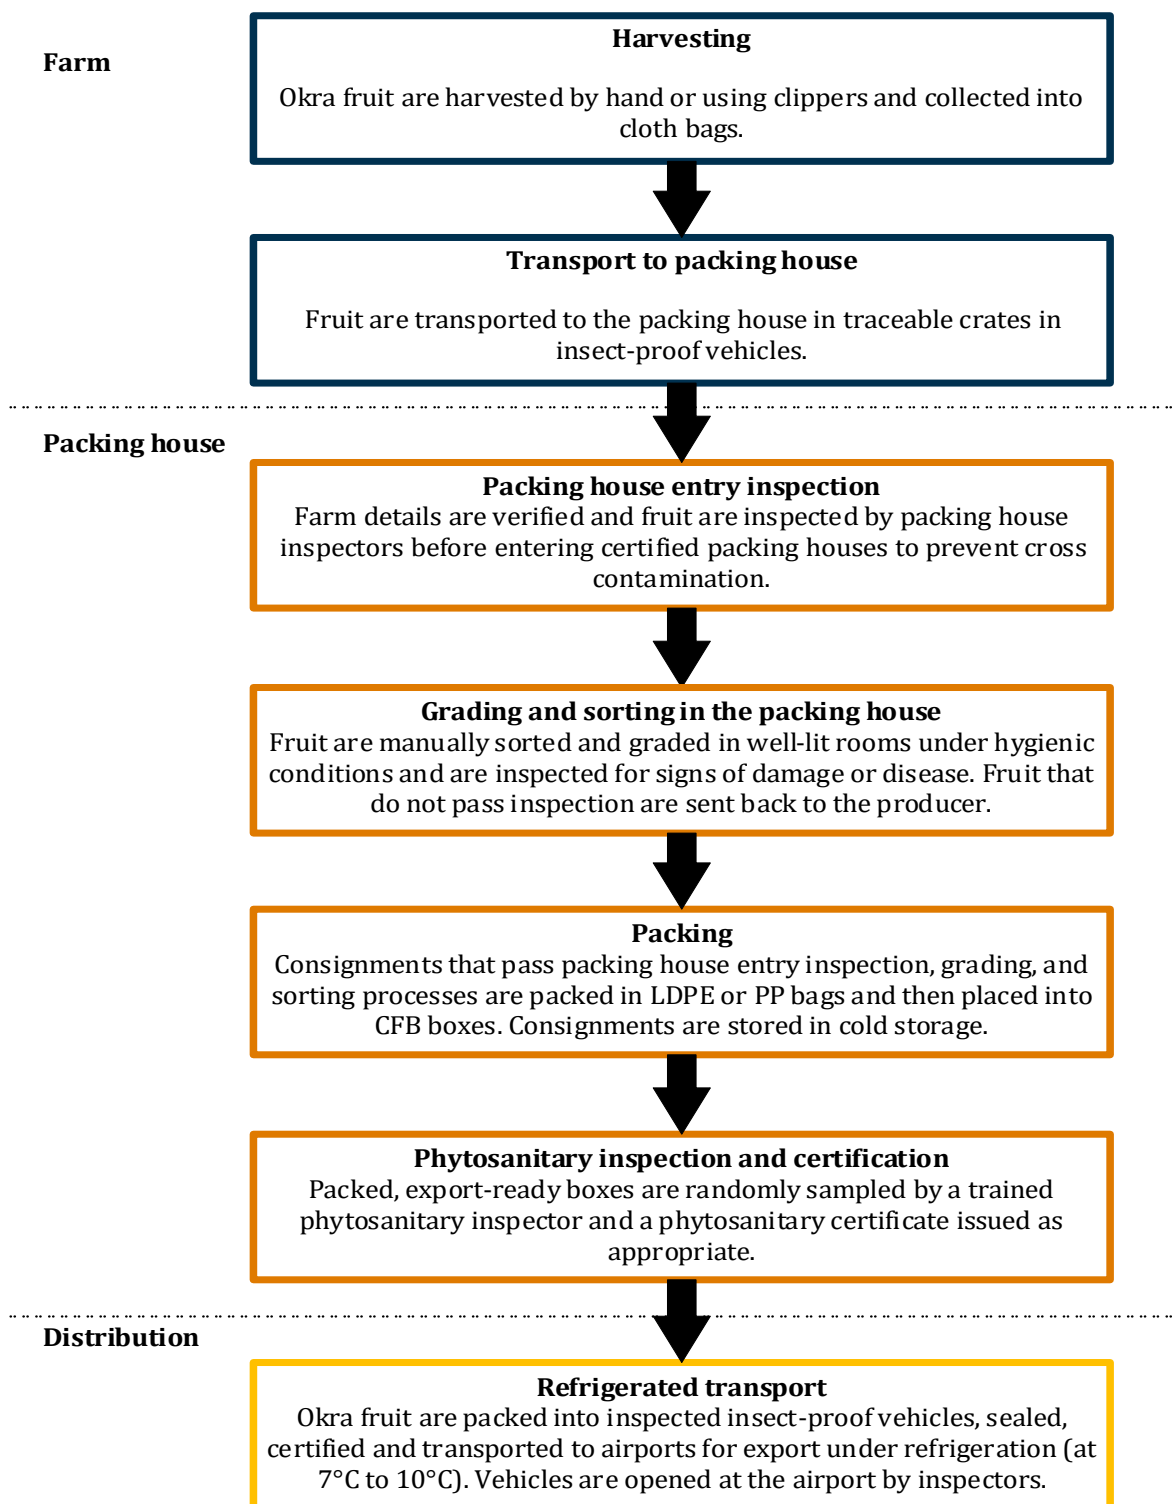 Farm
Harvesting
Okra fruit are harvested by hand or using clippers and collected into
cloth bags.
Transport to packing house
Fruit are transported to the packing house in traceable crates in
insect-proof vehicles.
Packing house
Packing house entry inspection
Farm details are verified and fruit are inspected by packing house
inspectors before entering certified packing houses to prevent cross
contamination.
Grading and sorting in the packing house
Fruit are manually sorted and graded in well-lit rooms under hygienic
conditions and are inspected for signs of damage or disease. Fruit that
do not pass inspection are sent back to the producer.
Packing
Consignments that pass packing house entry inspection, grading, and
sorting processes are packed in LDPE or PP bags and then placed into
CFB boxes. Consignments are stored in cold storage.
Phytosanitary inspection and certification
Packed, export-ready boxes are randomly sampled by a trained
phytosanitary inspector and a phytosanitary certificate issued as
appropriate.
Distribution
Refrigerated transport
Okra fruit are packed into inspected insect-proof vehicles, sealed,
certified and transported to airports for export under refrigeration (at
7°C to 10°C). Vehicles are opened at the airport by inspectors.